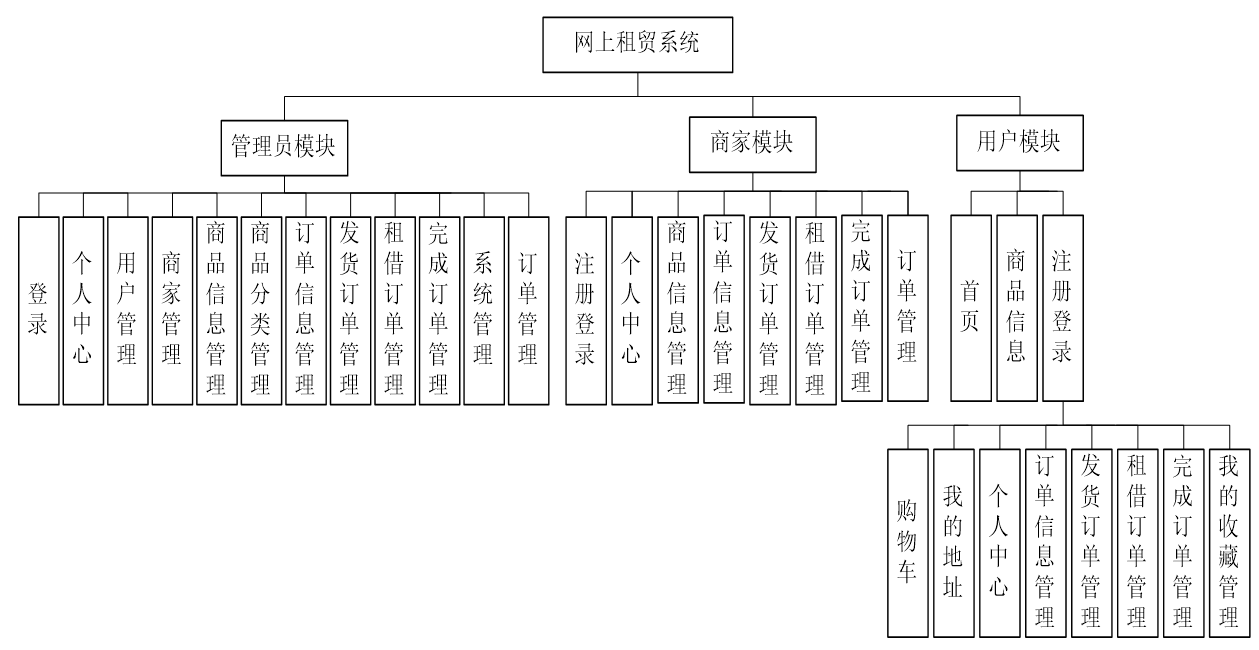 网上租贸系统
管理员模块
商家模块
用户模块
登录
个人中心
用户管理
商家管理
商品信息管理
商品分类管理
订单信息管理
发货订单管理
租借订单管理
完成订单管理
系统管理
订单管理
注册登录
个人中心
商品信息管理
订单信息管理
发货订单管理
租借订单管理
完成订单管理
订单管理
首页
商品信息
注册登录
购物车
我的地址
个人中心
订单信息管理
发货订单管理
租借订单管理
完成订单管理
我的收藏管理